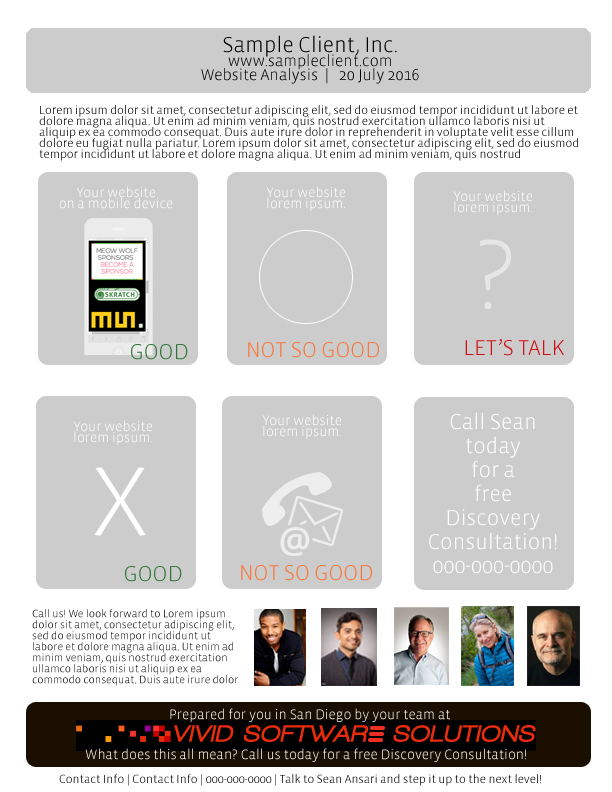 Sample Client, Inc.
www.sampleclient.com
Website Analysis | 20 July 2016
Lorem ipsum dolor sit amet, consectetur adipiscing elit, sed do eiusmod tempor incididunt ut labore et
dolore magna aliqua. Ut enim ad minim veniam, quis nostrud exercitation ullamco laboris nisi ut
aliquip ex ea commodo consequat. Duis aute irure dolor in reprehenderit in voluptate velit esse cillum
dolore eu fugiat nulla pariatur. Lorem ipsum dolor sit amet, consectetur adipiscing elit, sed do eiusmod
tempor incididunt ut labore et dolore magna aliqua. Ut enim ad minim veniam, quis nostrud
Your website
on a mobile device
MEOW WOLF
SPONSORS
BECOME A
SPONSOR
SKRATCH
GOOD
Your website
lorem ipsum.
NOT SO GOOD
Your website
lorem ipsum.
?
LET'S TALK
Your website
lorem ipsum.
X
GOOD
Your website
lorem ipsum.
@
NOT SO GOOD
Call Sean
today
for a
free
Discovery
Consultation!
000-000-0000
Call us! We look forward to Lorem ipsum
dolor sit amet, consectetur adipiscing elit,
sed do eiusmod tempor incididunt ut
labore et dolore magna aliqua. Ut enim ad
minim veniam, quis nostrud exercitation
ullamco laboris nisi ut aliquip ex ea
commodo consequat. Duis aute irure dolor
Prepared for you in San Diego by your team at
VIVID SOFTWARE SOLUTIONS
What does this all mean? Call us today for a free Discovery Consultation!
Contact Info | Contact Info | 000-000-0000 | Talk to Sean Ansari and step it up to the next level!